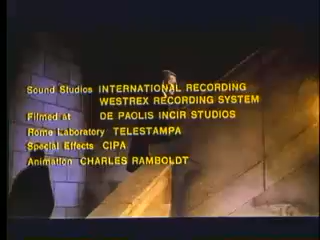 Sound Studios INTERNATIONAL RECORDING
WESTREX RECORDING SYSTEM
Filmed at DE PAOLIS INCIR STUDIOS
Rome Laboratory TELESTAMPA
Special Effects CIPA
Animation CHARLES RAMBOLDT